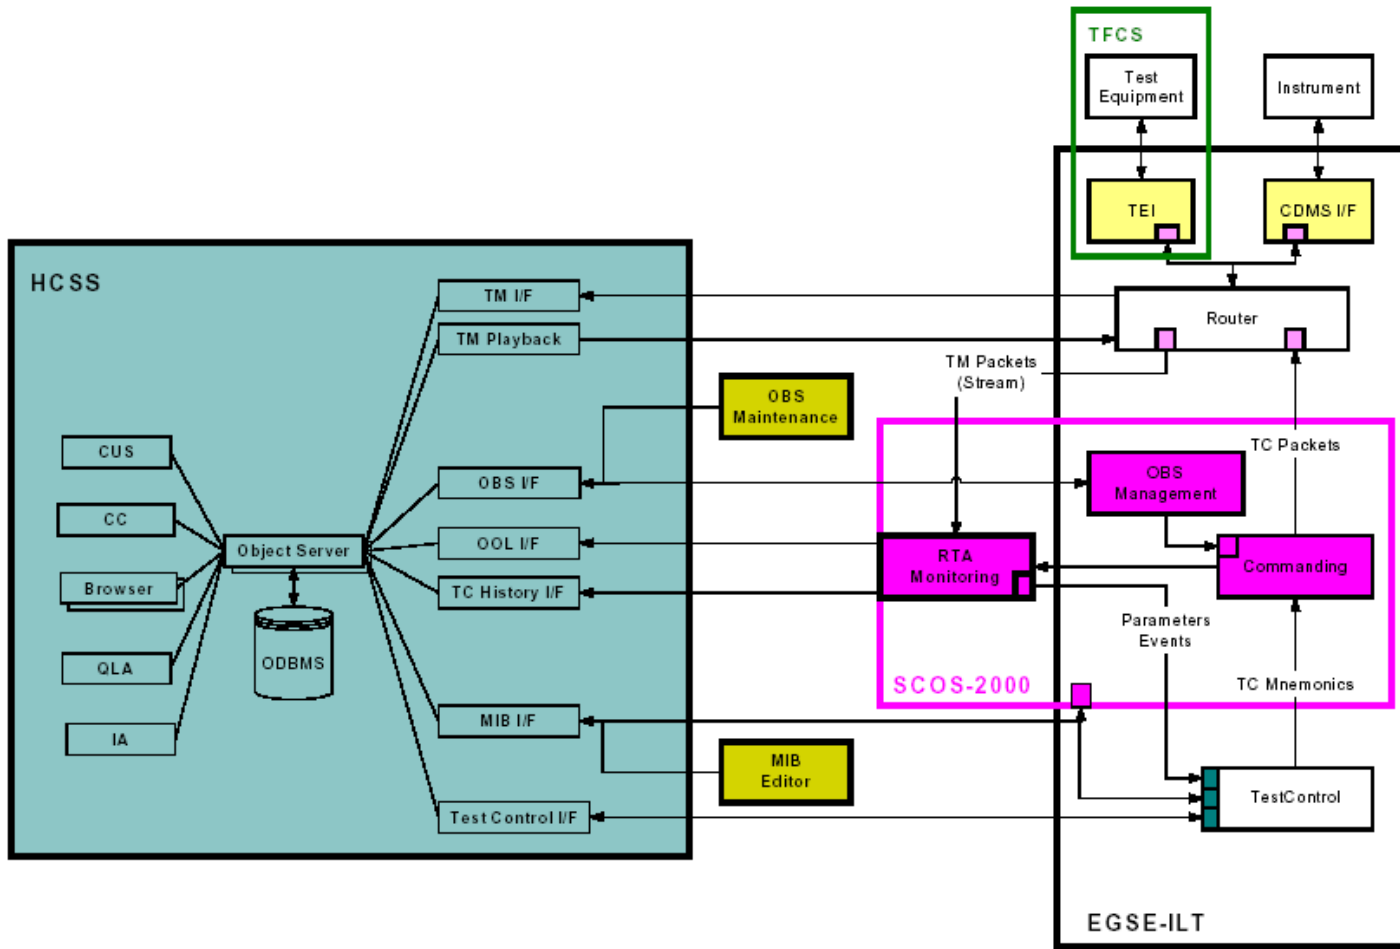 TFCS
Test
Equipment
Instrument
TEI
CDMS I/F
HCSS
TM I/F
Router
TM Playback
TM Packets
(Stream)
OBS
Maintenance
CUS
TC Packets
OBS I/F
OBS
Management
CC
Object Server
OOL I/F
RTA
Monitoring
Commanding
Browser
TC History I/F
Parameters
Events
QLA
ODBMS
SCOS-2000
TC Mnemonics
MIB I/F
IA
MIB
Editor
TestControl
Test Control I/F
EGSE-ILT